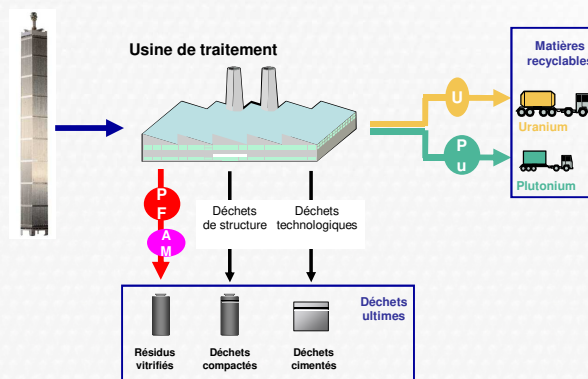 Usine de traitement
Matières
recyclables
U
Uranium
P
u
Plutonium
P
F
A
M
Déchets
de structure
Déchets
technologiques
Déchets
ultimes
Résidus
vitrifiés
Déchets
compactés
Déchets
cimentés